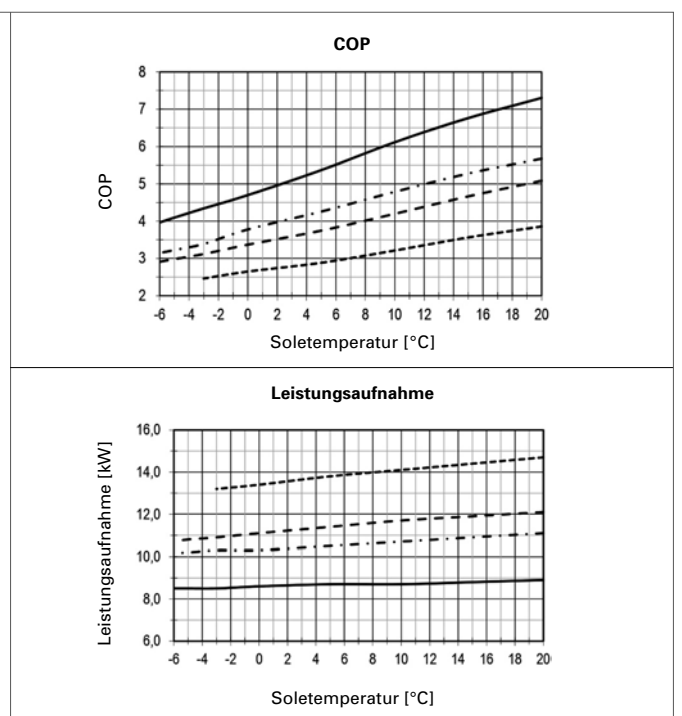 COP
8
7
6
5
4
3
2
COP
-6 -4 -2 0 2 4 6 8 10 12 14 16 18 20
Soletemperatur [°C]
Leistungsaufnahme
16,0
14,0
12,0
10,0
8,0
6,0
Leistungsaufnahme [kW]
-6 -4 -2 0 2 4 6 8 10 12 14 16 18 20
Soletemperatur [°C]